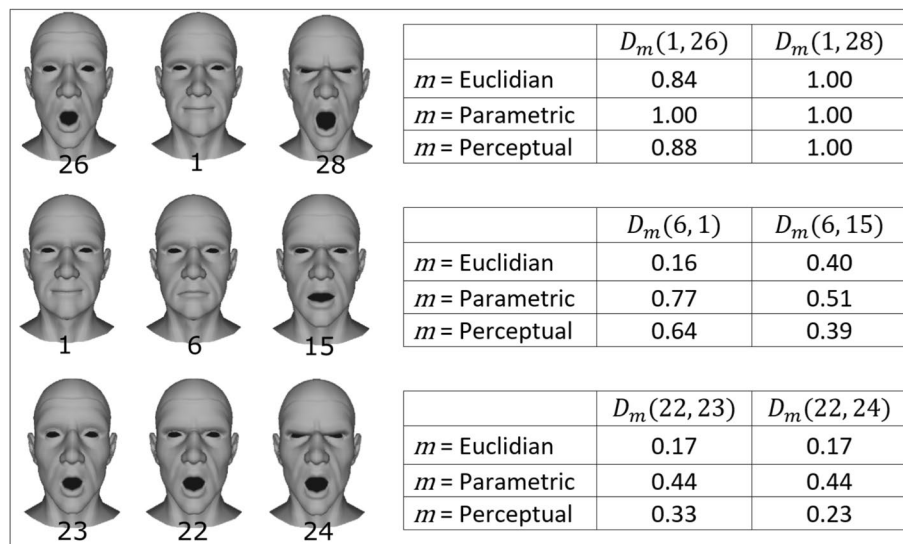 26 1 28
D_m(1, 26) D_m(1, 28)
m = Euclidian 0.84 1.00
m = Parametric 1.00 1.00
m = Perceptual 0.88 1.00
1 6 15
D_m(6, 1) D_m(6, 15)
m = Euclidian 0.16 0.40
m = Parametric 0.77 0.51
m = Perceptual 0.64 0.39
23 22 24
D_m(22, 23) D_m(22, 24)
m = Euclidian 0.17 0.17
m = Parametric 0.44 0.44
m = Perceptual 0.33 0.23